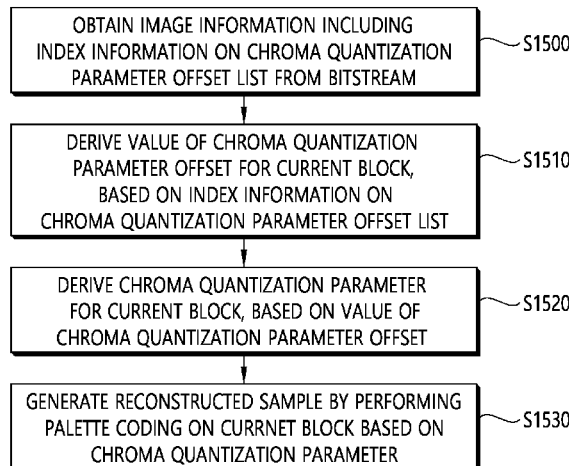 OBTAIN IMAGE INFORMATION INCLUDING
INDEX INFORMATION ON CHROMA QUANTIZATION
PARAMETER OFFSET LIST FROM BITSTREAM
S1500
DERIVE VALUE OF CHROMA QUANTIZATION
PARAMETER OFFSET FOR CURRENT BLOCK,
BASED ON INDEX INFORMATION ON
CHROMA QUANTIZATION PARAMETER OFFSET LIST
S1510
DERIVE CHROMA QUANTIZATION PARAMETER
FOR CURRENT BLOCK, BASED ON VALUE OF
CHROMA QUANTIZATION PARAMETER OFFSET
S1520
GENERATE RECONSTRUCTED SAMPLE BY PERFORMING
PALETTE CODING ON CURRNET BLOCK BASED ON
CHROMA QUANTIZATION PARAMETER
S1530